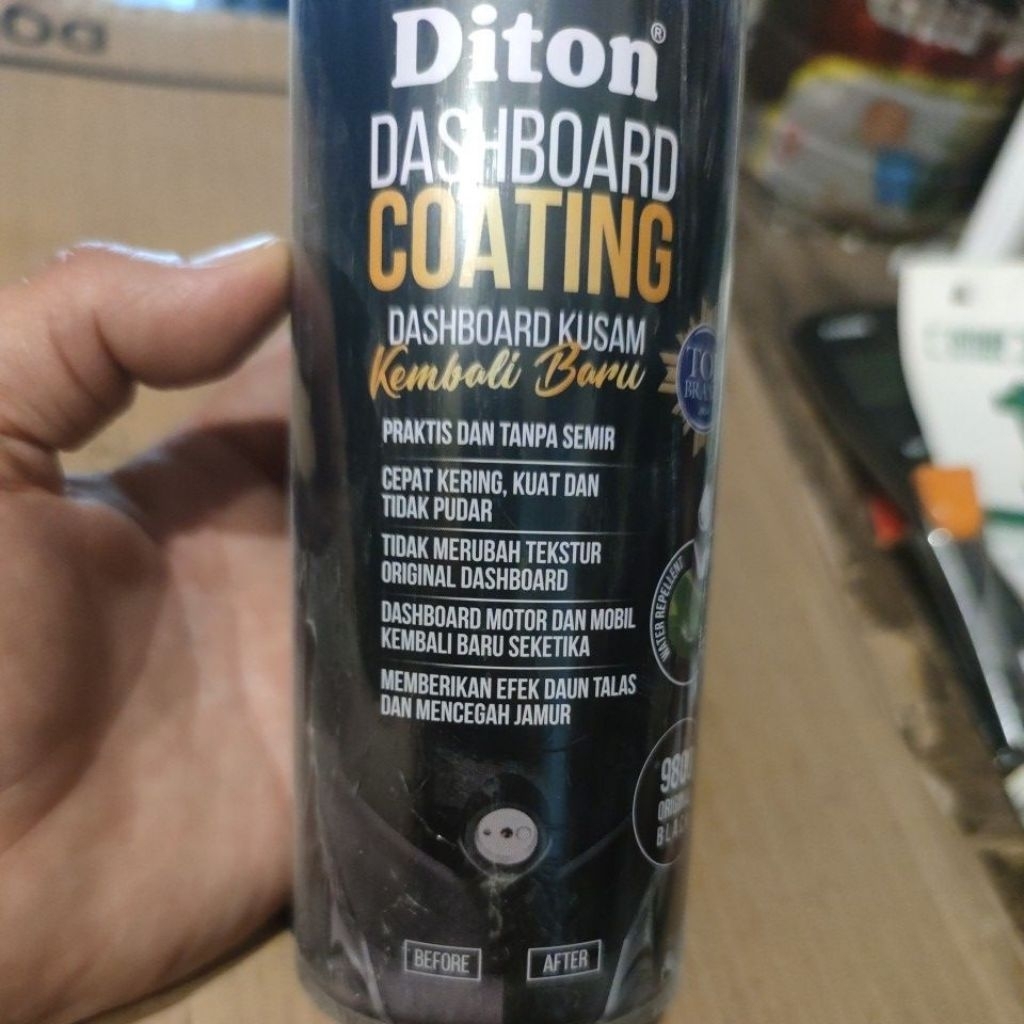 Diton®
DASHBOARD
COATING
DASHBOARD KUSAM
Kembali Baru
PRAKTIS DAN TANPA SEMIR
CEPAT KERING, KUAT DAN
TIDAK PUDAR
TIDAK MERUBAH TEKSTUR
ORIGINAL DASHBOARD
DASHBOARD MOTOR DAN MOBIL
KEMBALI BARU SEKETIKA
MEMBERIKAN EFEK DAUN TALAS
DAN MENCEGAH JAMUR
WATER REPELLENT
BEFORE
AFTER